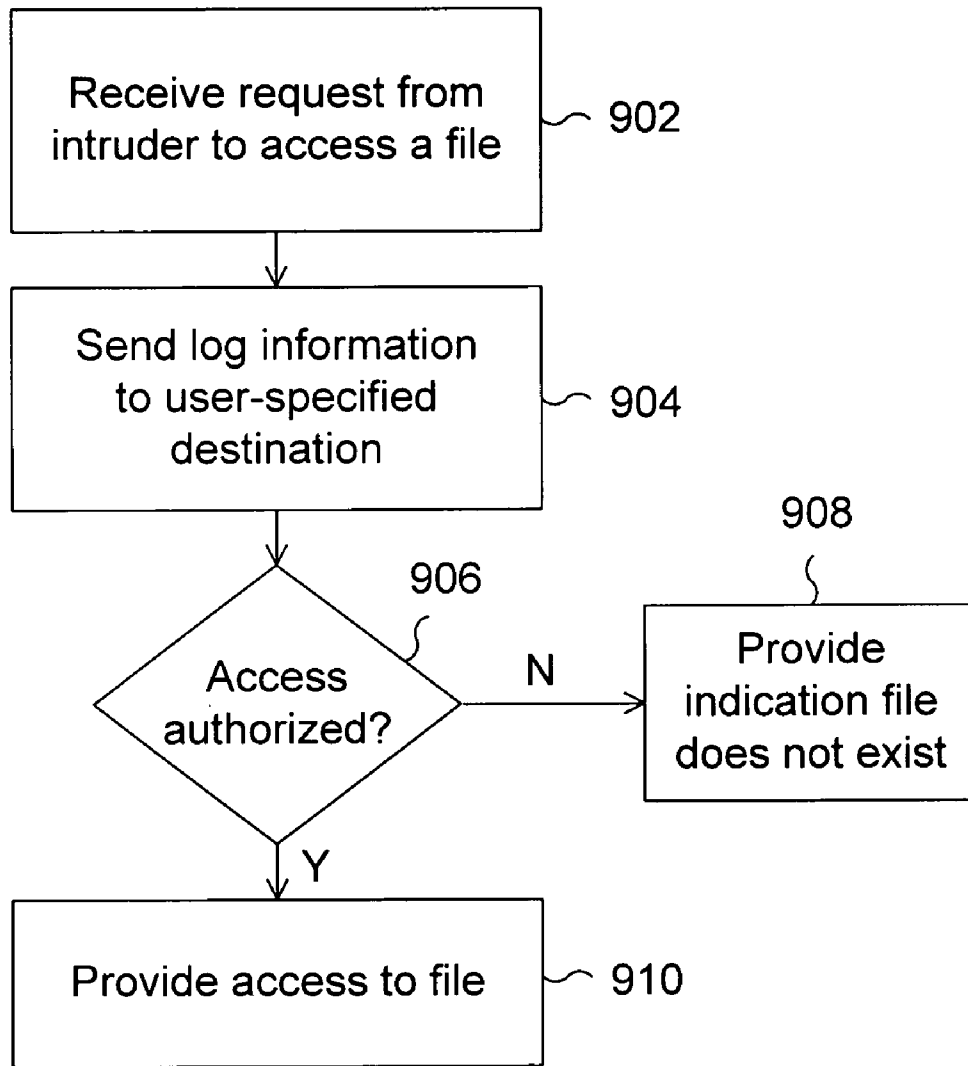 Receive request from
intruder to access a file
902
Send log information
to user-specified
destination
904
906
Access
authorized?
N
908
Provide
indication file
does not exist
Y
Provide access to file
910